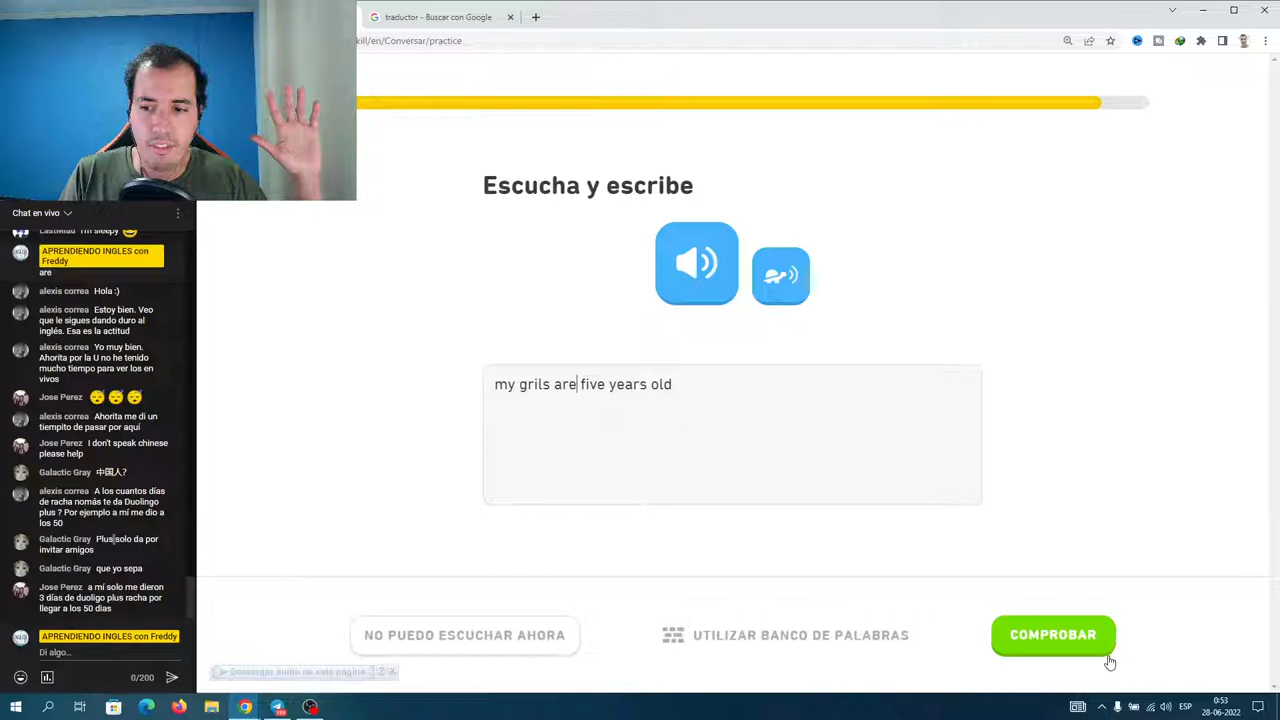 traductor - Buscar con Google
kill/en/Conversar/practice
Escucha y escribe
my grils are five years old
NO PUEDO ESCUCHAR AHORA
UTILIZAR BANCO DE PALABRAS
COMPROBAR
Descargar audio de esta página
?
Chat en vivo
LastMiau I'm sleepy
APRENDIENDO INGLES con
Freddy
are
alexis correa Hola :)
alexis correa Estoy bien. Veo
que le sigues dando duro al
inglés. Esa es la actitud
alexis correa Yo muy bien.
Ahorita por la U no he tenido
mucho tiempo para ver los en
vivos
Jose Perez 😴 😴 😴
alexis correa Ahorita me di un
tiempito de pasar por aquí
Jose Perez I don't speak chinese
please help
Galactic Gray 中国人?
alexis correa A los cuantos días
de racha nomás te da Duolingo
plus ? Por ejemplo a mí me dio a
los 50
Galactic Gray Plus solo da por
invitar amigos
Galactic Gray que yo sepa
Jose Perez a mí solo me dieron
3 días de duoligo plus racha por
llegar a los 50 dias
APRENDIENDO INGLES con Freddy
Di algo...
0/200
ESP
0:53
28-06-2022